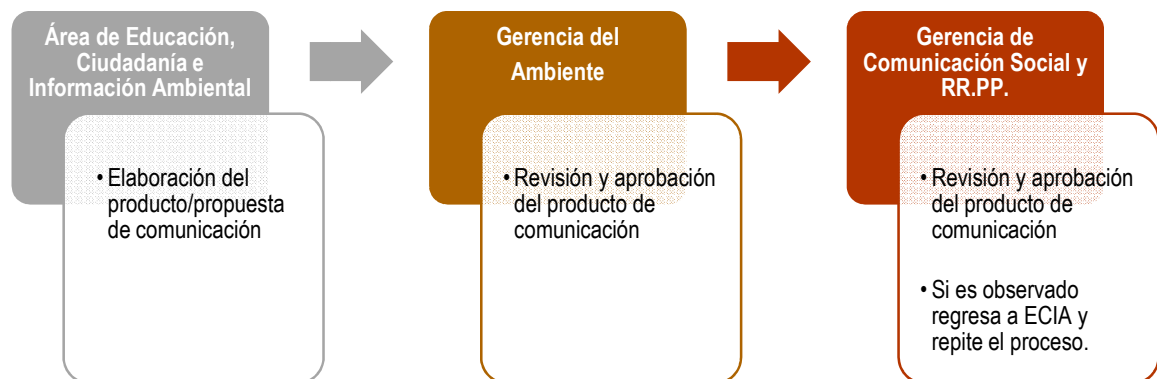 Área de Educación,
Ciudadanía e
Información Ambiental
• Elaboración del
producto/propuesta
de comunicación
Gerencia del
Ambiente
• Revisión y aprobación
del producto de
comunicación
Gerencia de
Comunicación Social y
RR.PP.
• Revisión y aprobación
del producto de
comunicación
• Si es observado
regresa a ECIA y
repite el proceso.